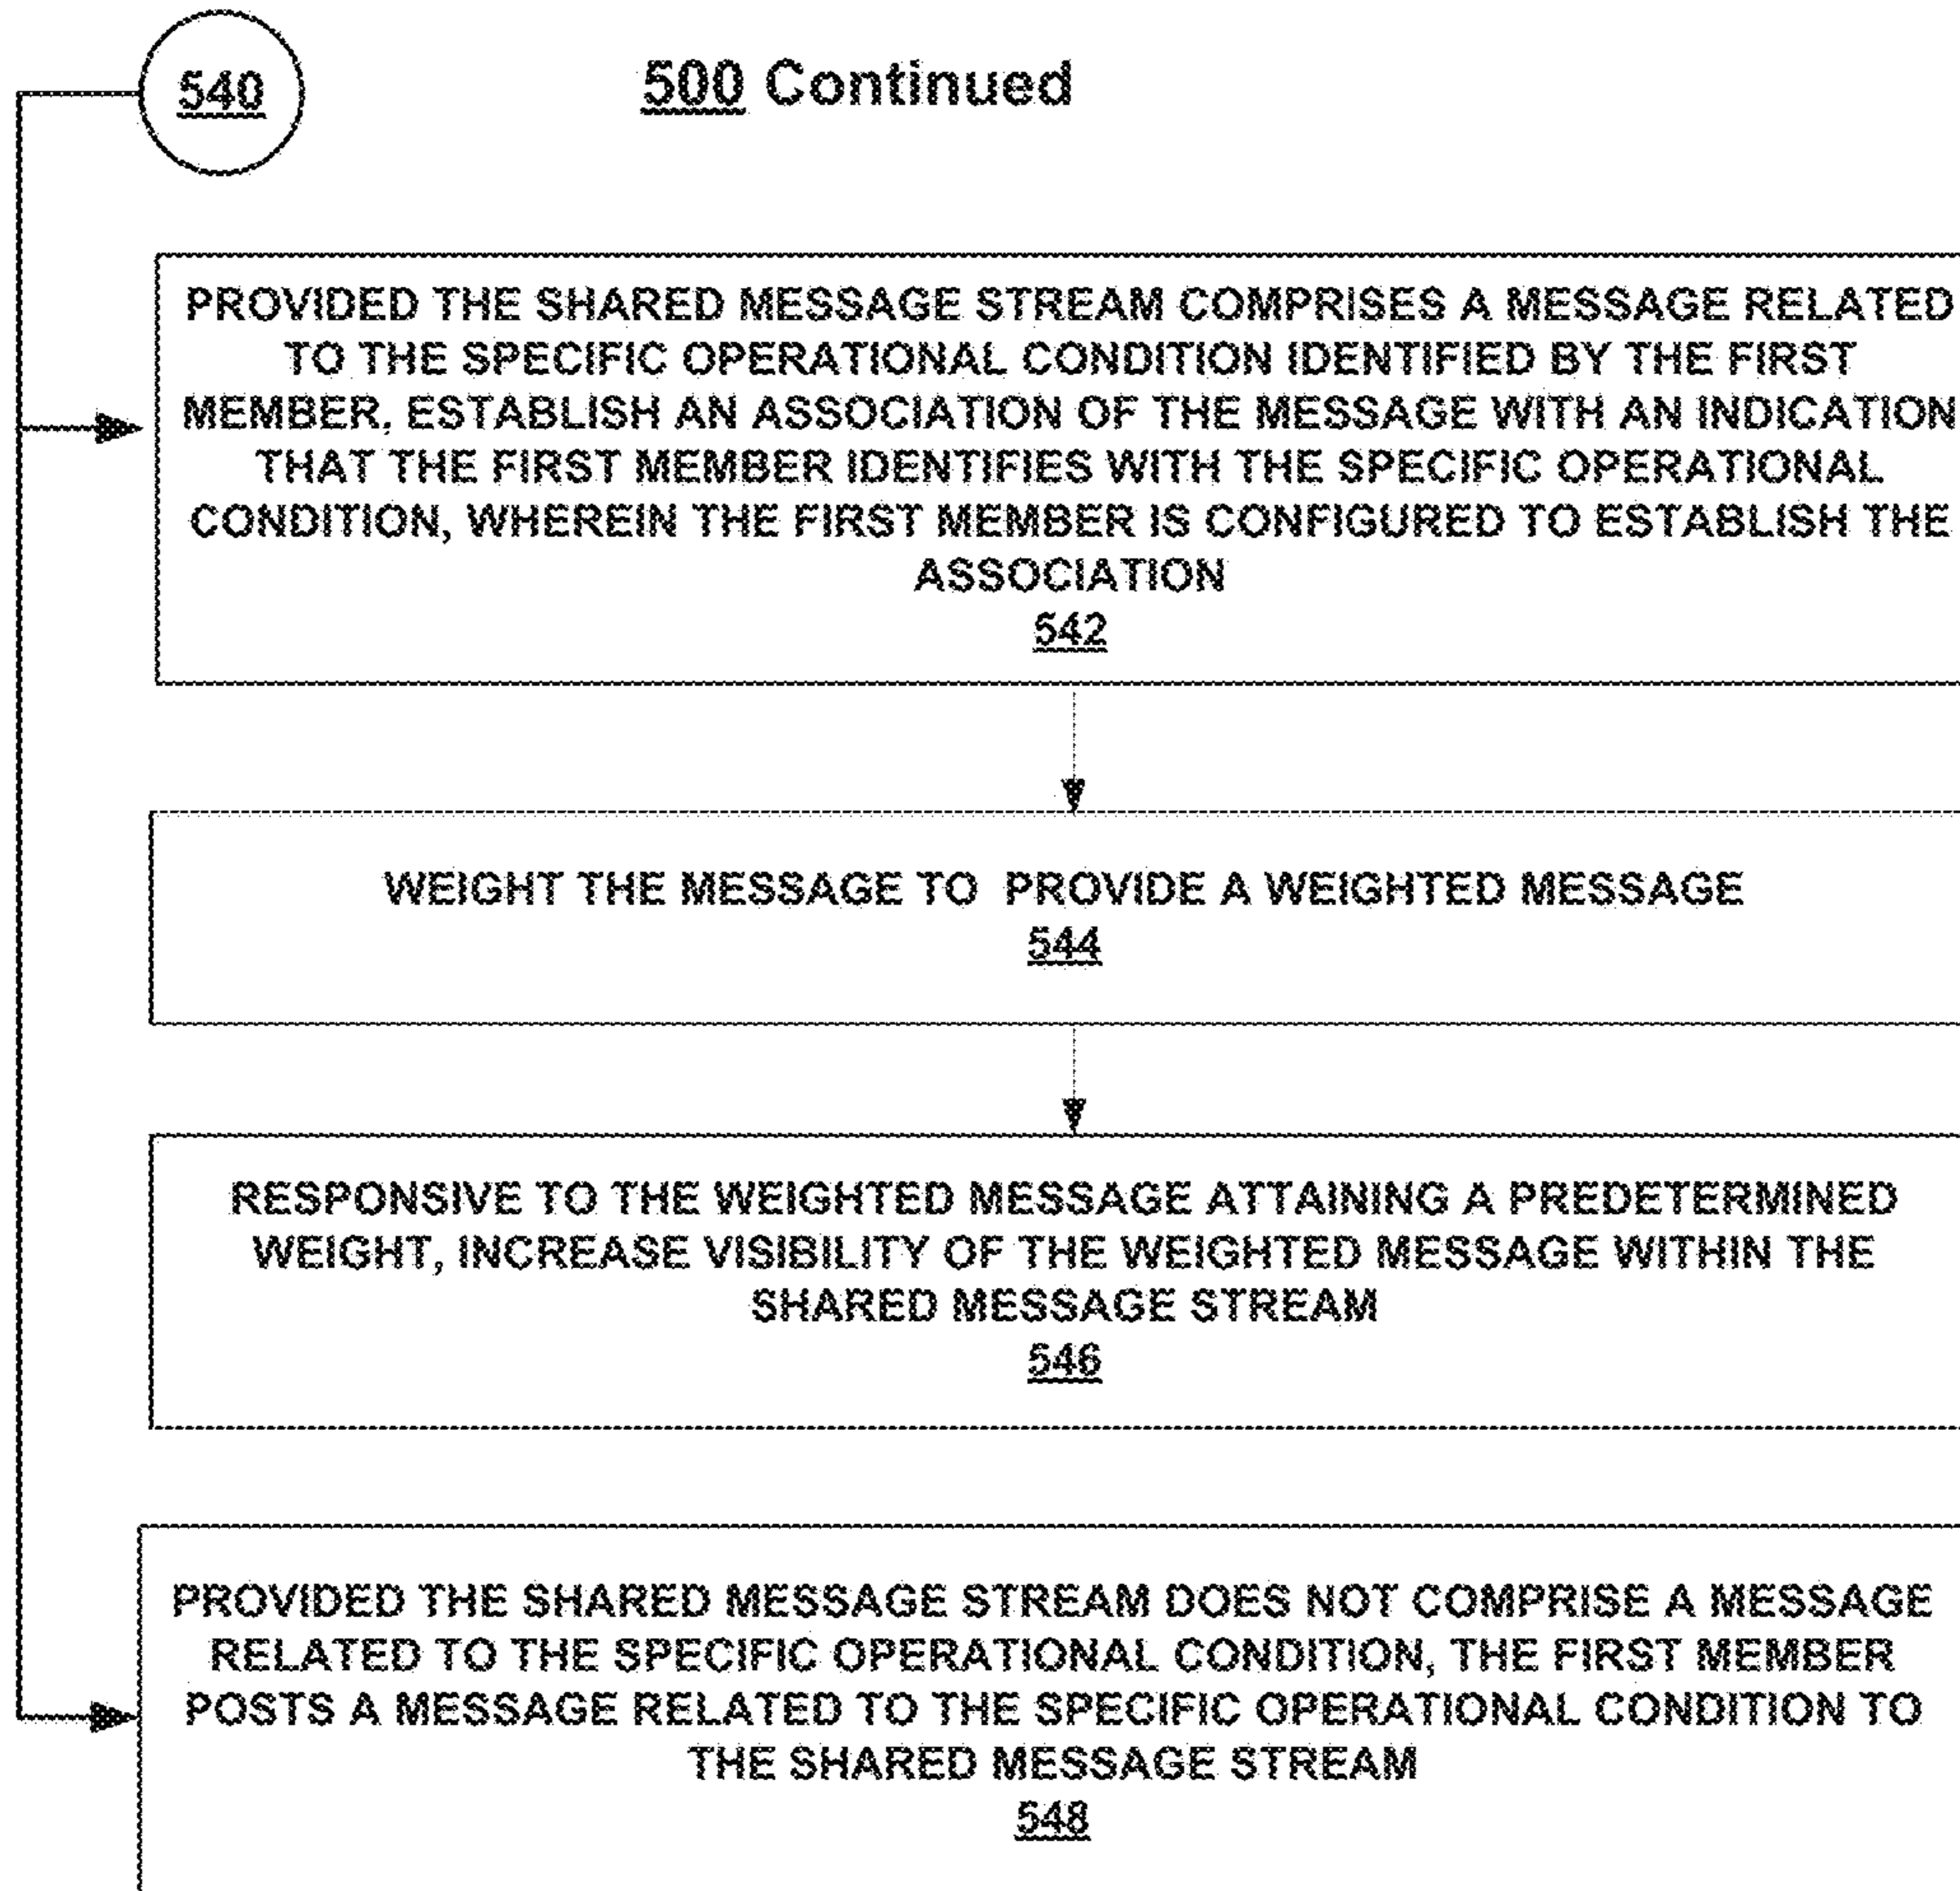 540
500 Continued
PROVIDED THE SHARED MESSAGE STREAM COMPRISES A MESSAGE RELATED
TO THE SPECIFIC OPERATIONAL CONDITION IDENTIFIED BY THE FIRST
MEMBER, ESTABLISH AN ASSOCIATION OF THE MESSAGE WITH AN INDICATION
THAT THE FIRST MEMBER IDENTIFIES WITH THE SPECIFIC OPERATIONAL
CONDITION, WHEREIN THE FIRST MEMBER IS CONFIGURED TO ESTABLISH THE
ASSOCIATION
542
WEIGHT THE MESSAGE TO PROVIDE A WEIGHTED MESSAGE
544
RESPONSIVE TO THE WEIGHTED MESSAGE ATTAINING A PREDETERMINED
WEIGHT, INCREASE VISIBILITY OF THE WEIGHTED MESSAGE WITHIN THE
SHARED MESSAGE STREAM
546
PROVIDED THE SHARED MESSAGE STREAM DOES NOT COMPRISE A MESSAGE
RELATED TO THE SPECIFIC OPERATIONAL CONDITION, THE FIRST MEMBER
POSTS A MESSAGE RELATED TO THE SPECIFIC OPERATIONAL CONDITION TO
THE SHARED MESSAGE STREAM
548